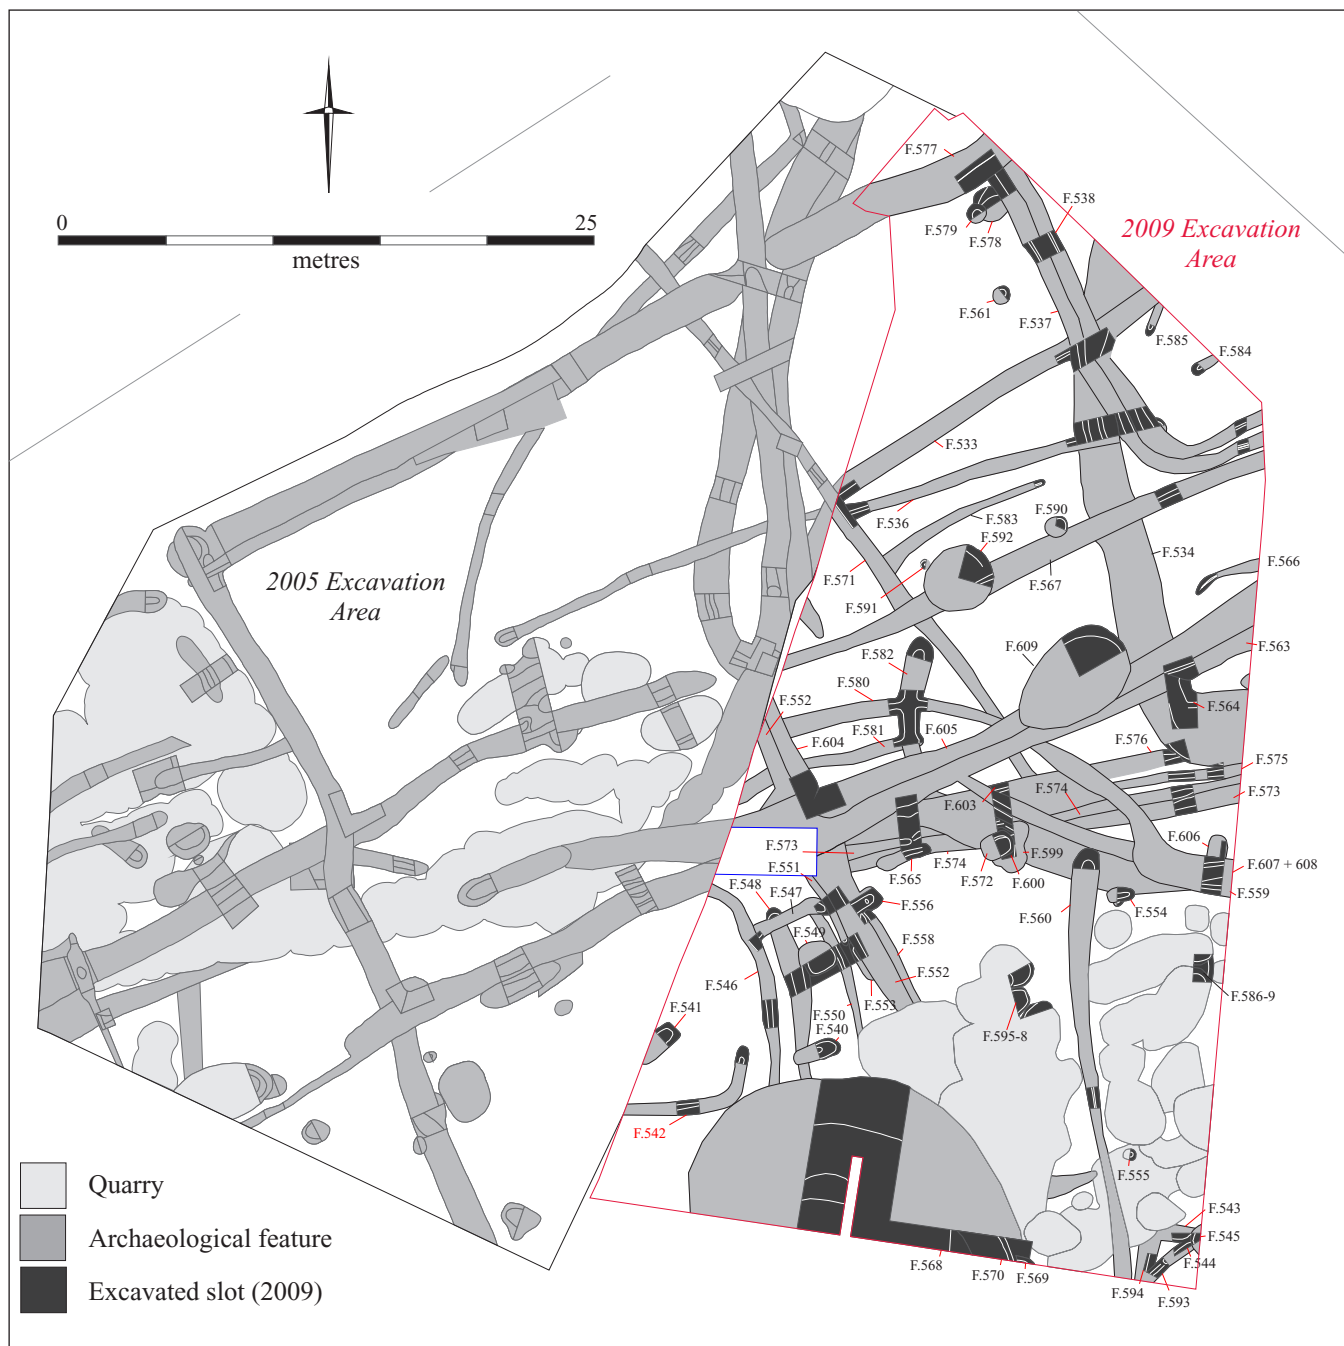 0
25
metres
2009 Excavation
Area
2005 Excavation
Area
F.577
F.538
F.579
F.578
F.561
F.537
F.585
F.584
F.533
F.536
F.583
F.590
F.592
F.534
F.571
F.591
F.567
F.566
F.582
F.609
F.563
F.580
F.552
F.564
F.581
F.605
F.604
F.576
F.575
F.603
F.574
F.573
F.573
F.606
F.551
F.574
F.599
F.607 + 608
F.565
F.572
F.600
F.559
F.548
F.547
F.556
F.560
F.554
F.549
F.558
F.546
F.552
F.553
F.586-9
F.541
F.550
F.540
F.595-8
F.542
F.555
F.543
F.545
F.544
F.568
F.570
F.569
F.594
F.593
Quarry
Archaeological feature
Excavated slot (2009)